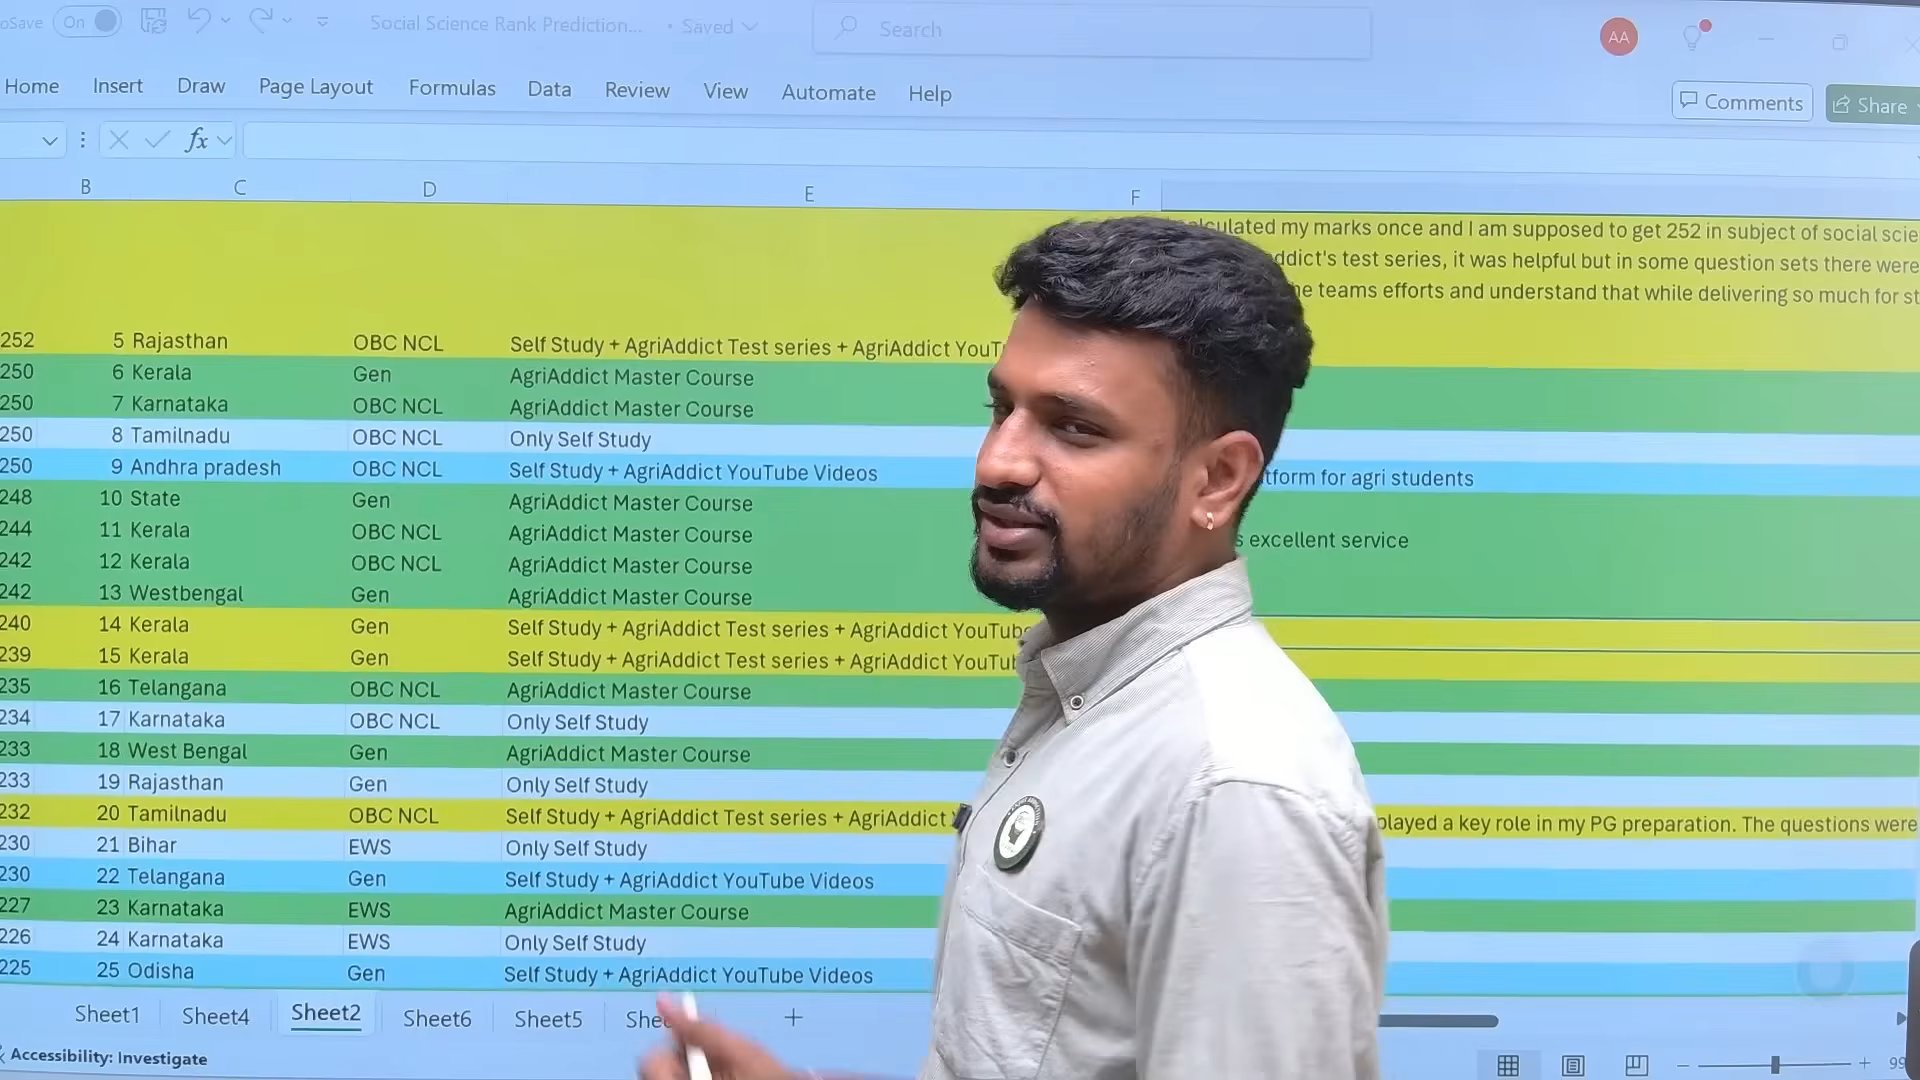 oSave On Social Science Rank Prediction... • Saved Search AA
Home Insert Draw Page Layout Formulas Data Review View Automate Help Comments Share
fx
B C D E F
calculated my marks once and I am supposed to get 252 in subject of social scie
ddict's test series, it was helpful but in some question sets there were
he teams efforts and understand that while delivering so much for st
252 5 Rajasthan OBC NCL Self Study + AgriAddict Test series + AgriAddict YouT
250 6 Kerala Gen AgriAddict Master Course
250 7 Karnataka OBC NCL AgriAddict Master Course
250 8 Tamilnadu OBC NCL Only Self Study
250 9 Andhra pradesh OBC NCL Self Study + AgriAddict YouTube Videos tform for agri students
248 10 State Gen AgriAddict Master Course
244 11 Kerala OBC NCL AgriAddict Master Course s excellent service
242 12 Kerala OBC NCL AgriAddict Master Course
242 13 Westbengal Gen AgriAddict Master Course
240 14 Kerala Gen Self Study + AgriAddict Test series + AgriAddict YouTube
239 15 Kerala Gen Self Study + AgriAddict Test series + AgriAddict YouTub
235 16 Telangana OBC NCL AgriAddict Master Course
234 17 Karnataka OBC NCL Only Self Study
233 18 West Bengal Gen AgriAddict Master Course
233 19 Rajasthan Gen Only Self Study
232 20 Tamilnadu OBC NCL Self Study + AgriAddict Test series + AgriAddict played a key role in my PG preparation. The questions were
230 21 Bihar EWS Only Self Study
230 22 Telangana Gen Self Study + AgriAddict YouTube Videos
227 23 Karnataka EWS AgriAddict Master Course
226 24 Karnataka EWS Only Self Study
225 25 Odisha Gen Self Study + AgriAddict YouTube Videos
Sheet1 Sheet4 Sheet2 Sheet6 Sheet5 She +
Accessibility: Investigate − + 99